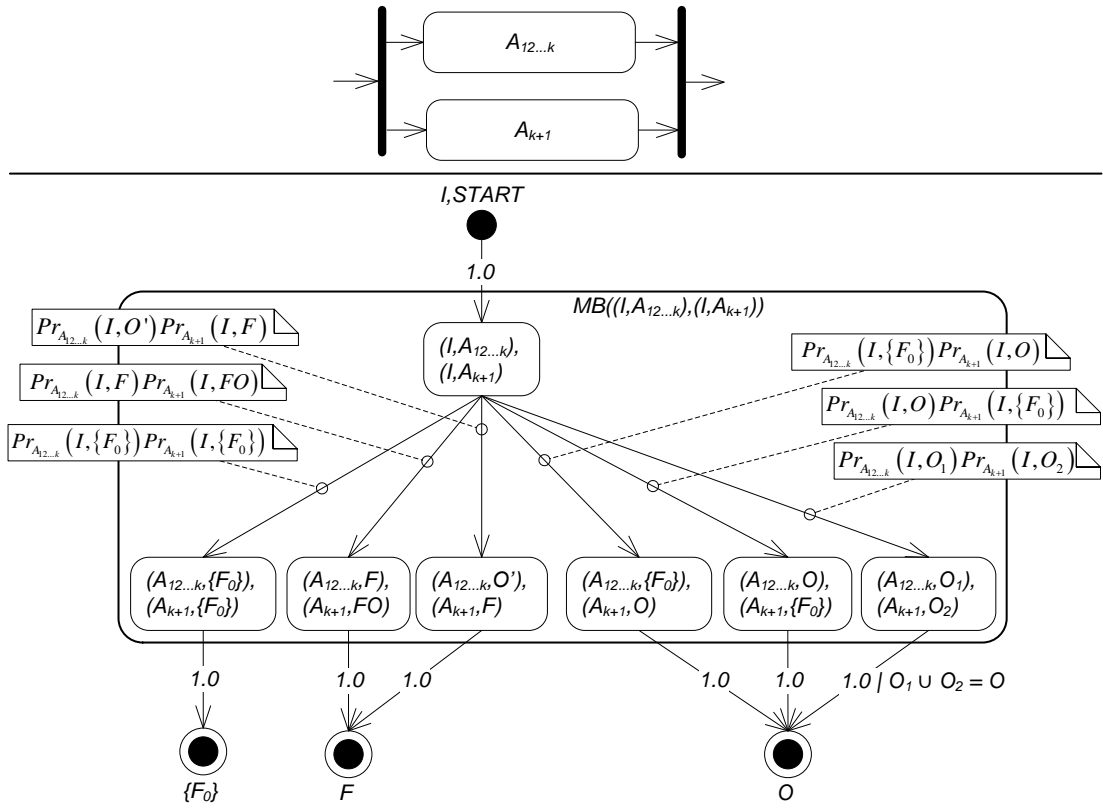 A12...k
Ak+1
I,START
1.0
MB((I,A12...k),(I,Ak+1))
PrA12...k(I,O')PrAk+1(I,F)
PrA12...k(I,F)PrAk+1(I,FO)
PrA12...k(I,{F0})PrAk+1(I,{F0})
(I,A12...k),
(I,Ak+1)
PrA12...k(I,{F0})PrAk+1(I,O)
PrA12...k(I,O)PrAk+1(I,{F0})
PrA12...k(I,O1)PrAk+1(I,O2)
(A12...k,{F0}),
(Ak+1,{F0})
(A12...k,F),
(Ak+1,FO)
(A12...k,O’),
(Ak+1,F)
(A12...k,{F0}),
(Ak+1,O)
(A12...k,O),
(Ak+1,{F0})
(A12...k,O1),
(Ak+1,O2)
1.0
1.0
1.0
1.0
1.0
1.0 | O1 ∪ O2 = O
{F0}
F
O